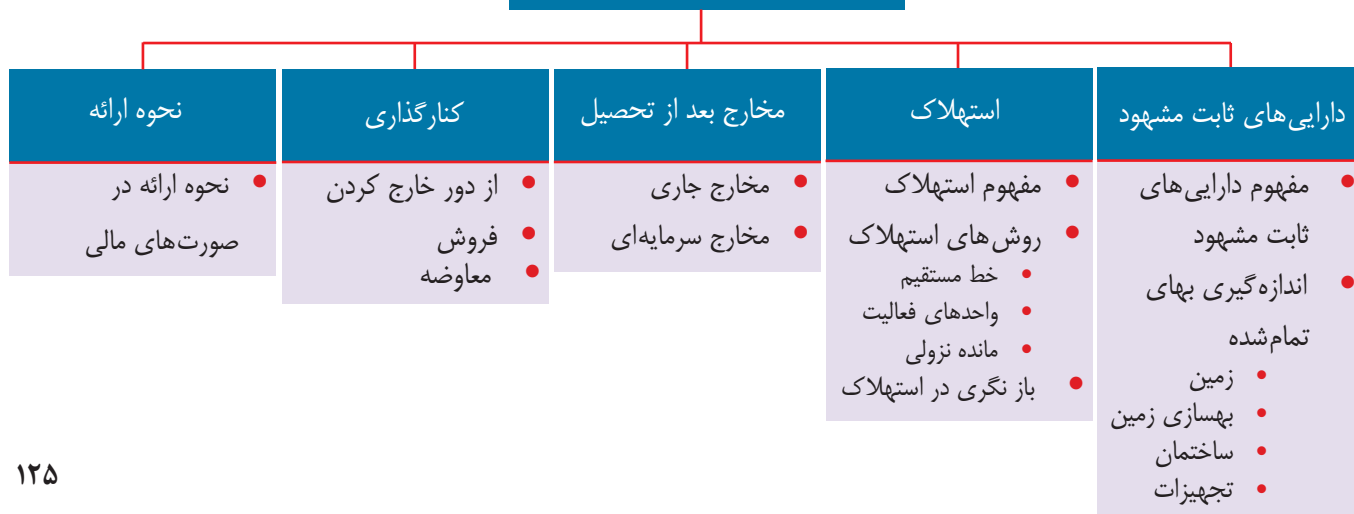 دارایی‌های ثابت مشهود
مفهوم دارایی‌های
ثابت مشهود
اندازه‌گیری بهای
تمام‌شده
زمین
بهسازی زمین
ساختمان
تجهیزات
استهلاک
مفهوم استهلاک
روش‌های استهلاک
خط مستقیم
واحدهای فعالیت
مانده نزولی
باز نگری در استهلاک
مخارج بعد از تحصیل
مخارج جاری
مخارج سرمایه‌ای
کنارگذاری
از دور خارج کردن
فروش
معاوضه
نحوه ارائه
نحوه ارائه در
صورت‌های مالی
۱۲۵